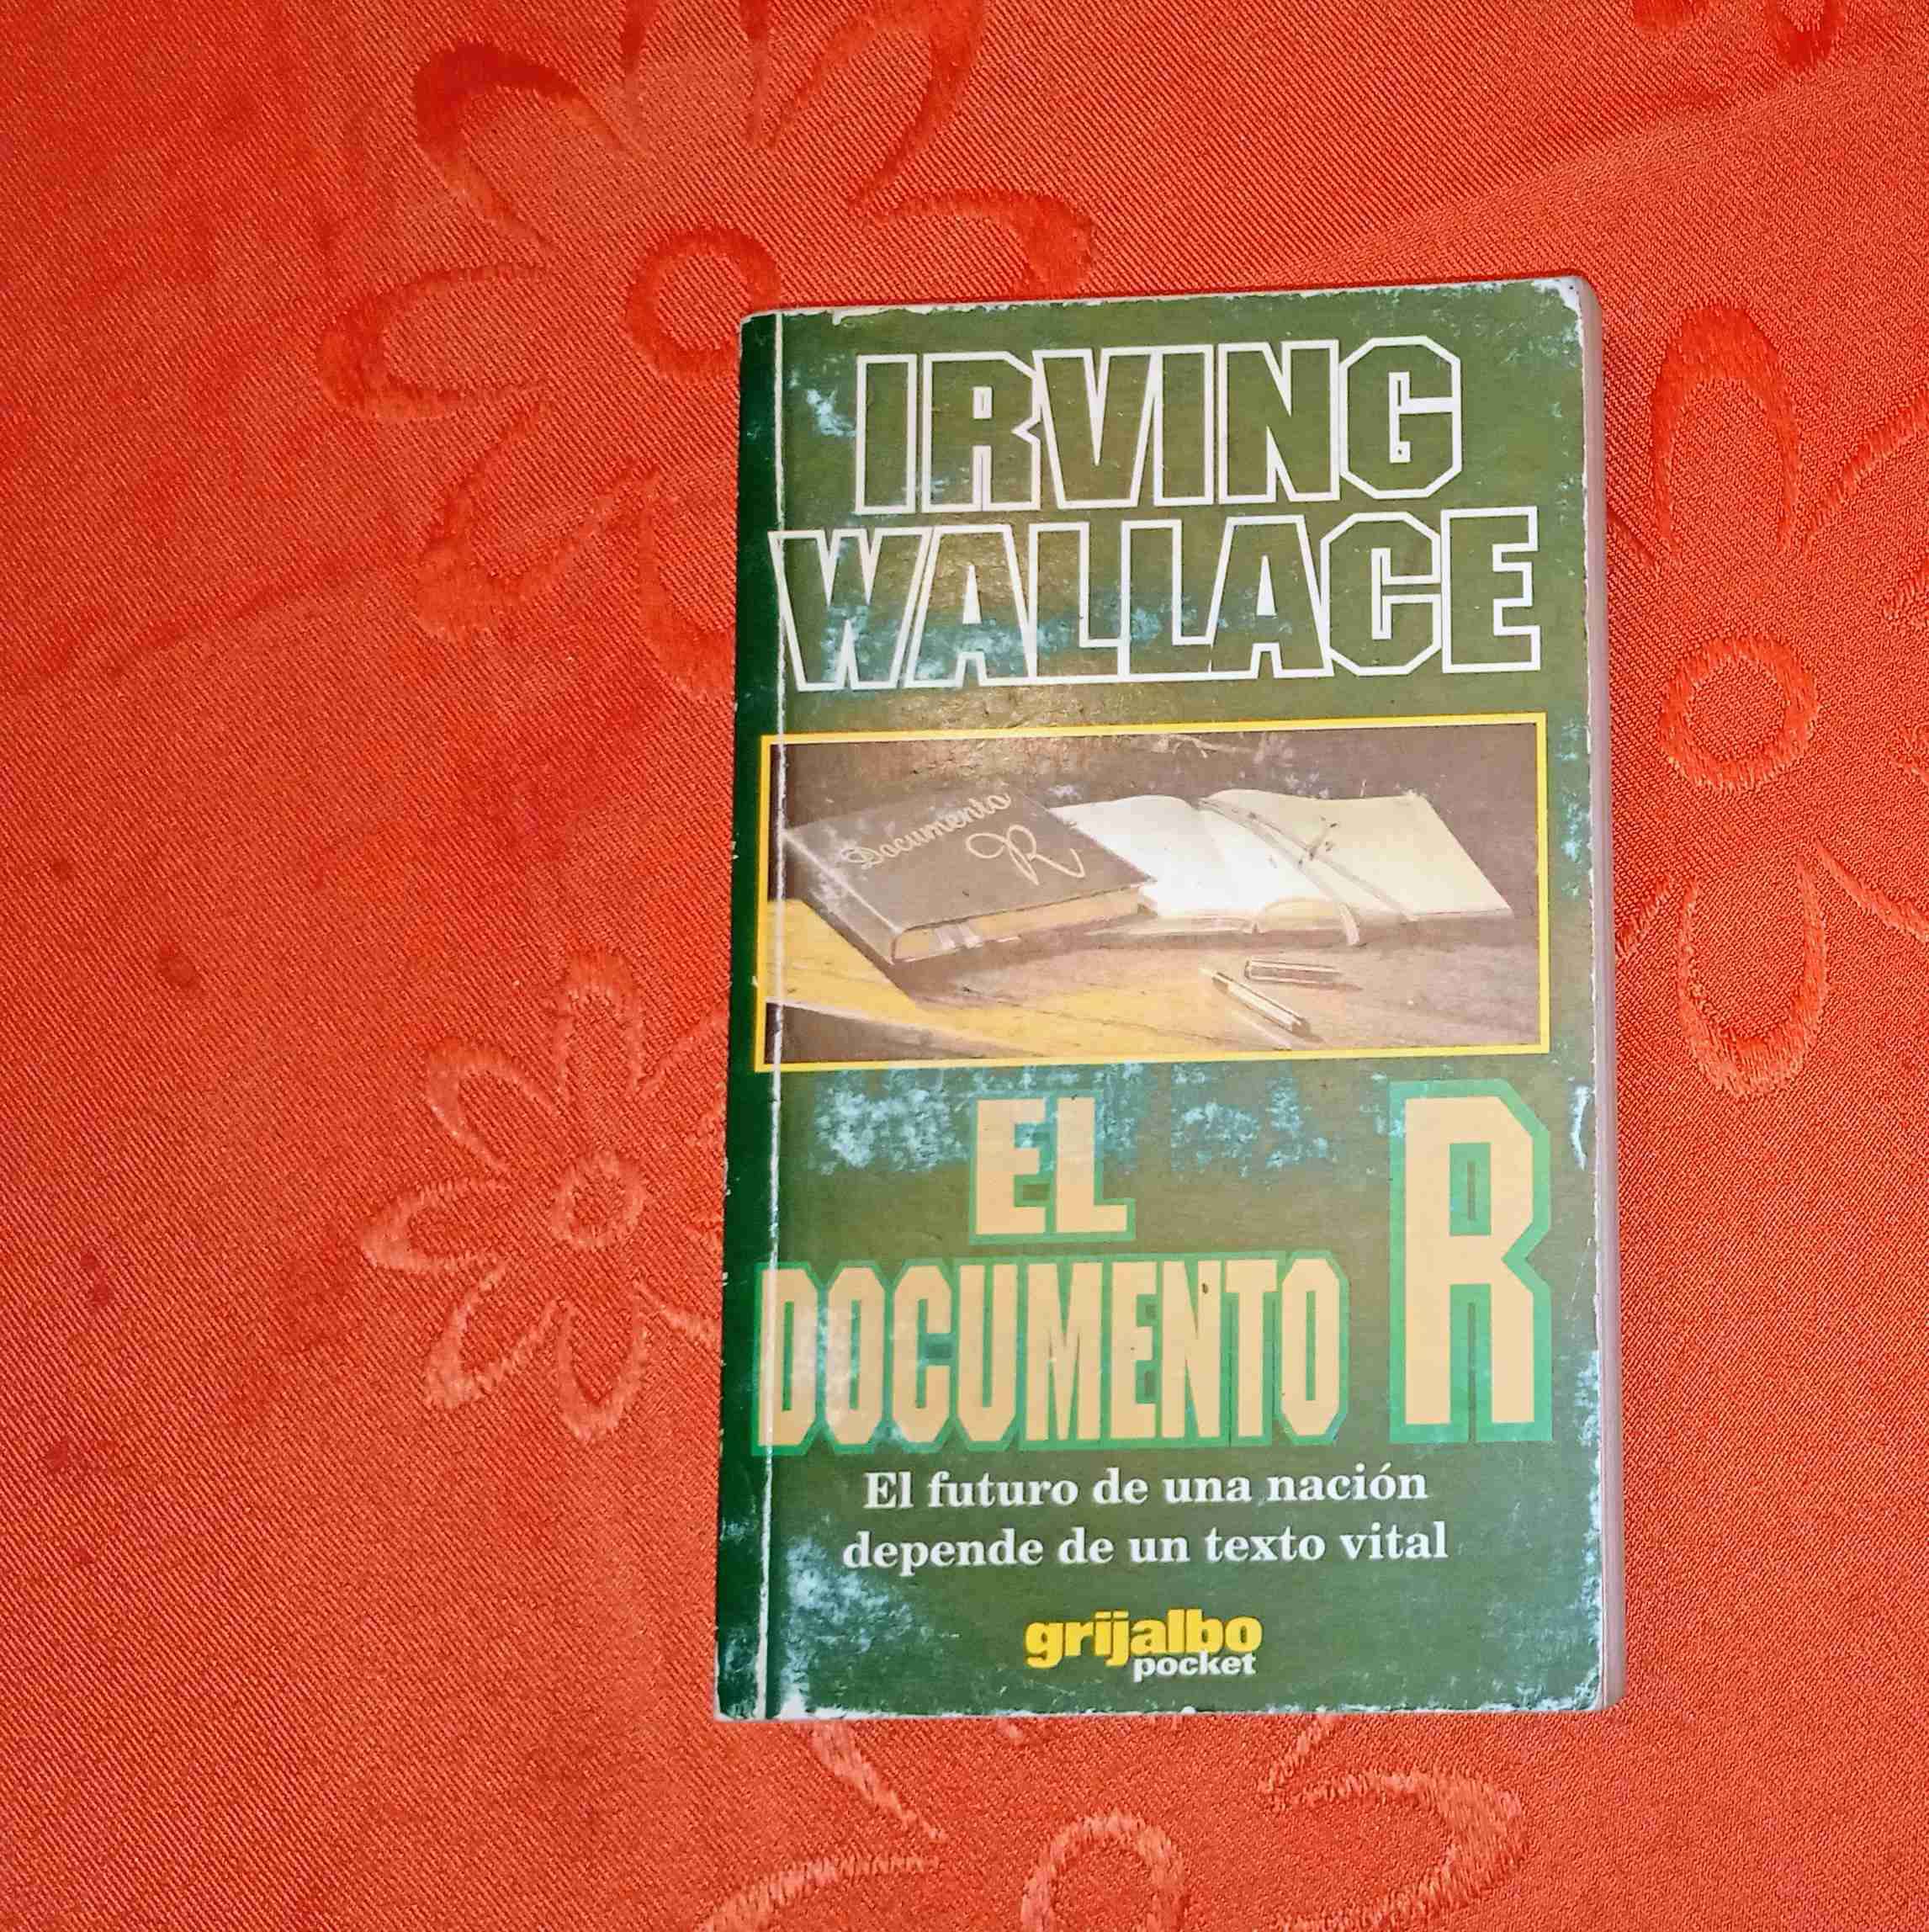 IRVING
WALLACE
Documento
R
EL
DOCUMENTO R
El futuro de una nación
depende de un texto vital
grijalbo
pocket